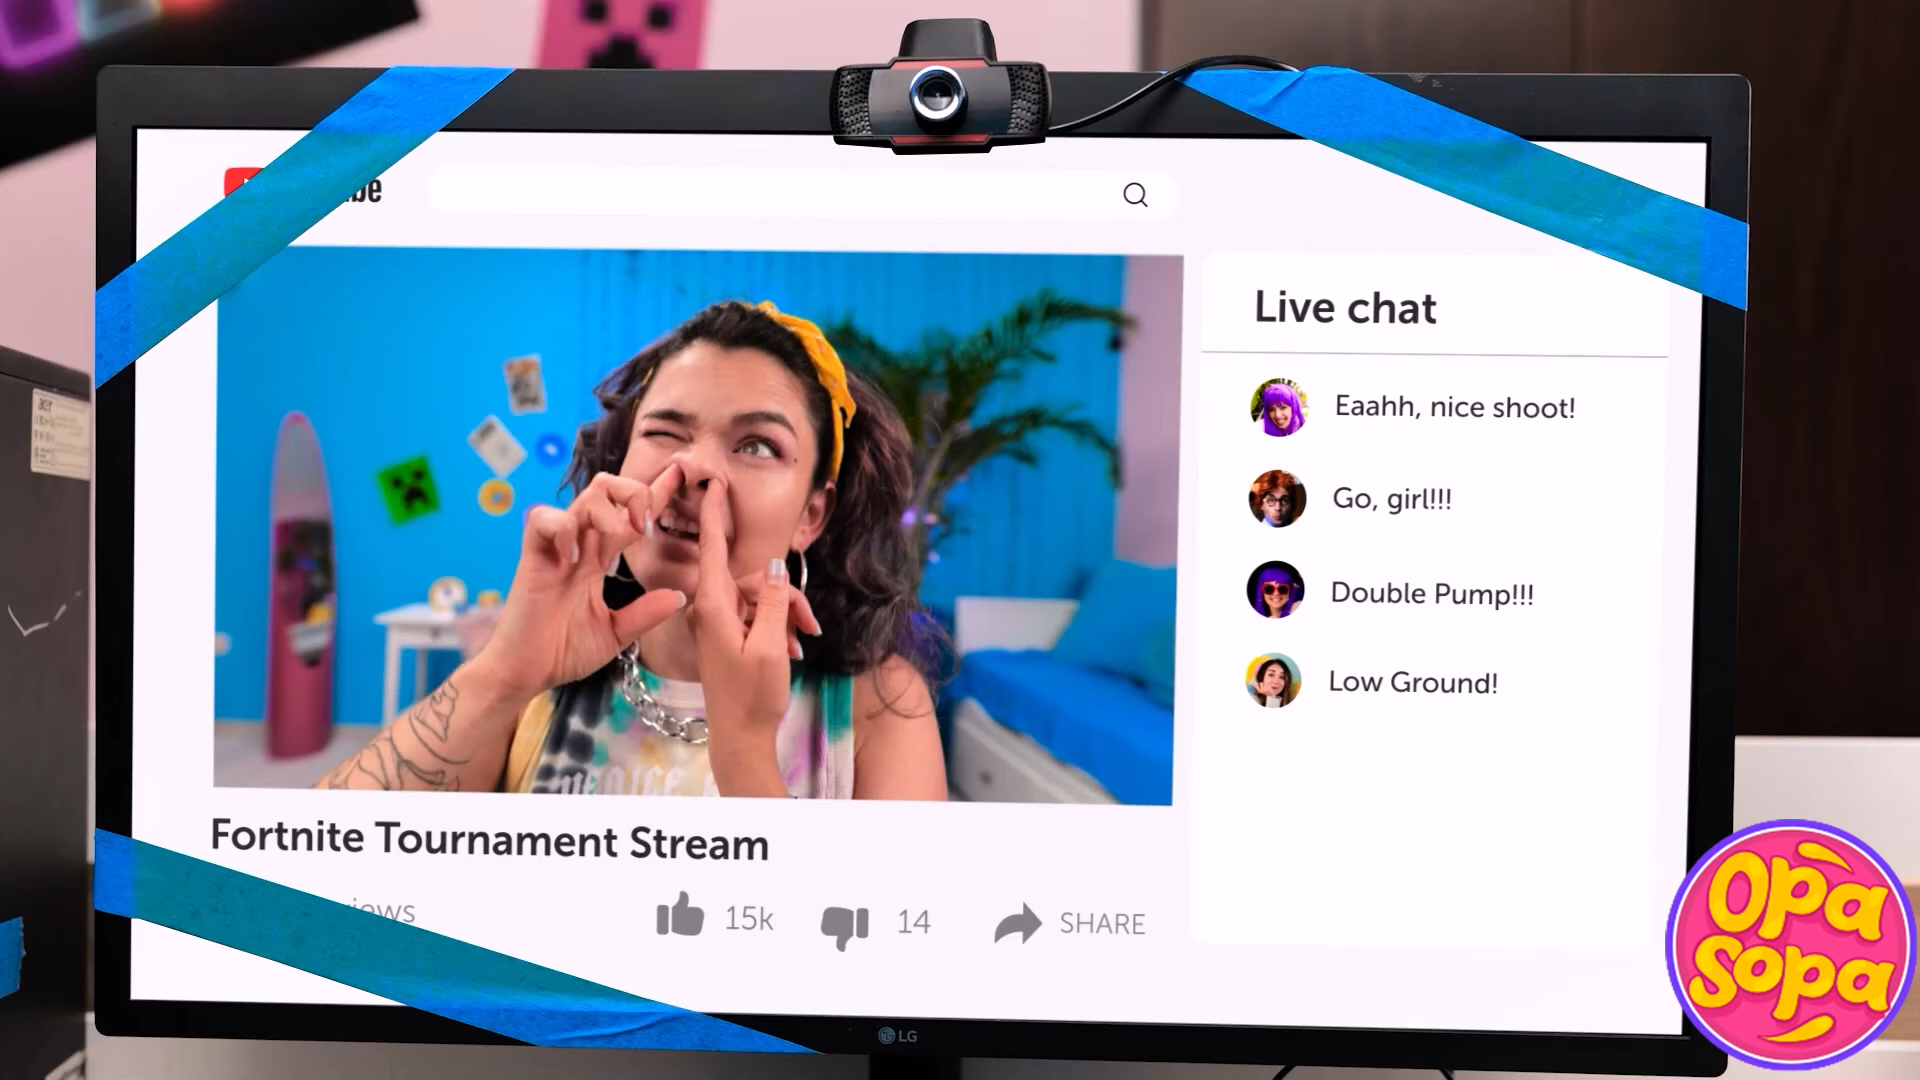 Live chat
Eaahh, nice shoot!
Go, girl!!!
Double Pump!!!
Low Ground!
Fortnite Tournament Stream
15k
14
SHARE
LG
Opa
Sopa
acer